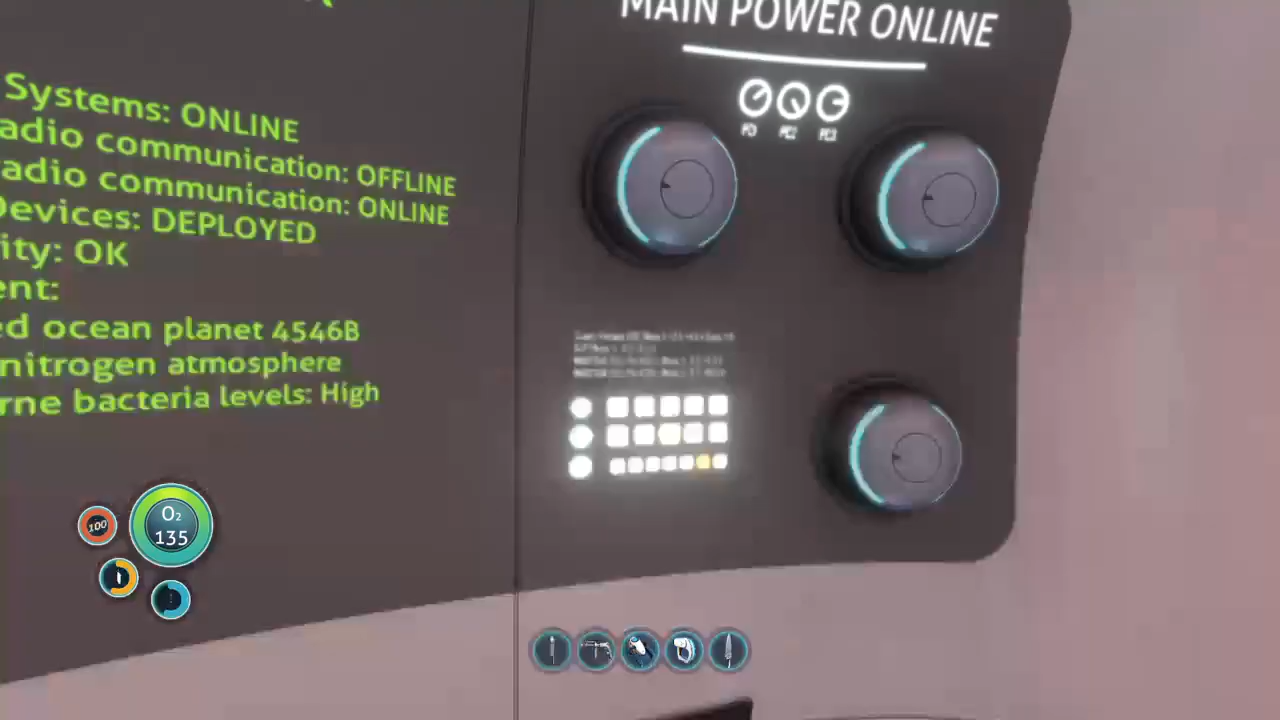 MAIN POWER ONLINE
Systems: ONLINE
adio communication: OFFLINE
adio communication: ONLINE
Devices: DEPLOYED
ity: OK
ent:
ed ocean planet 4546B
nitrogen atmosphere
rne bacteria levels: High
100
O₂
135